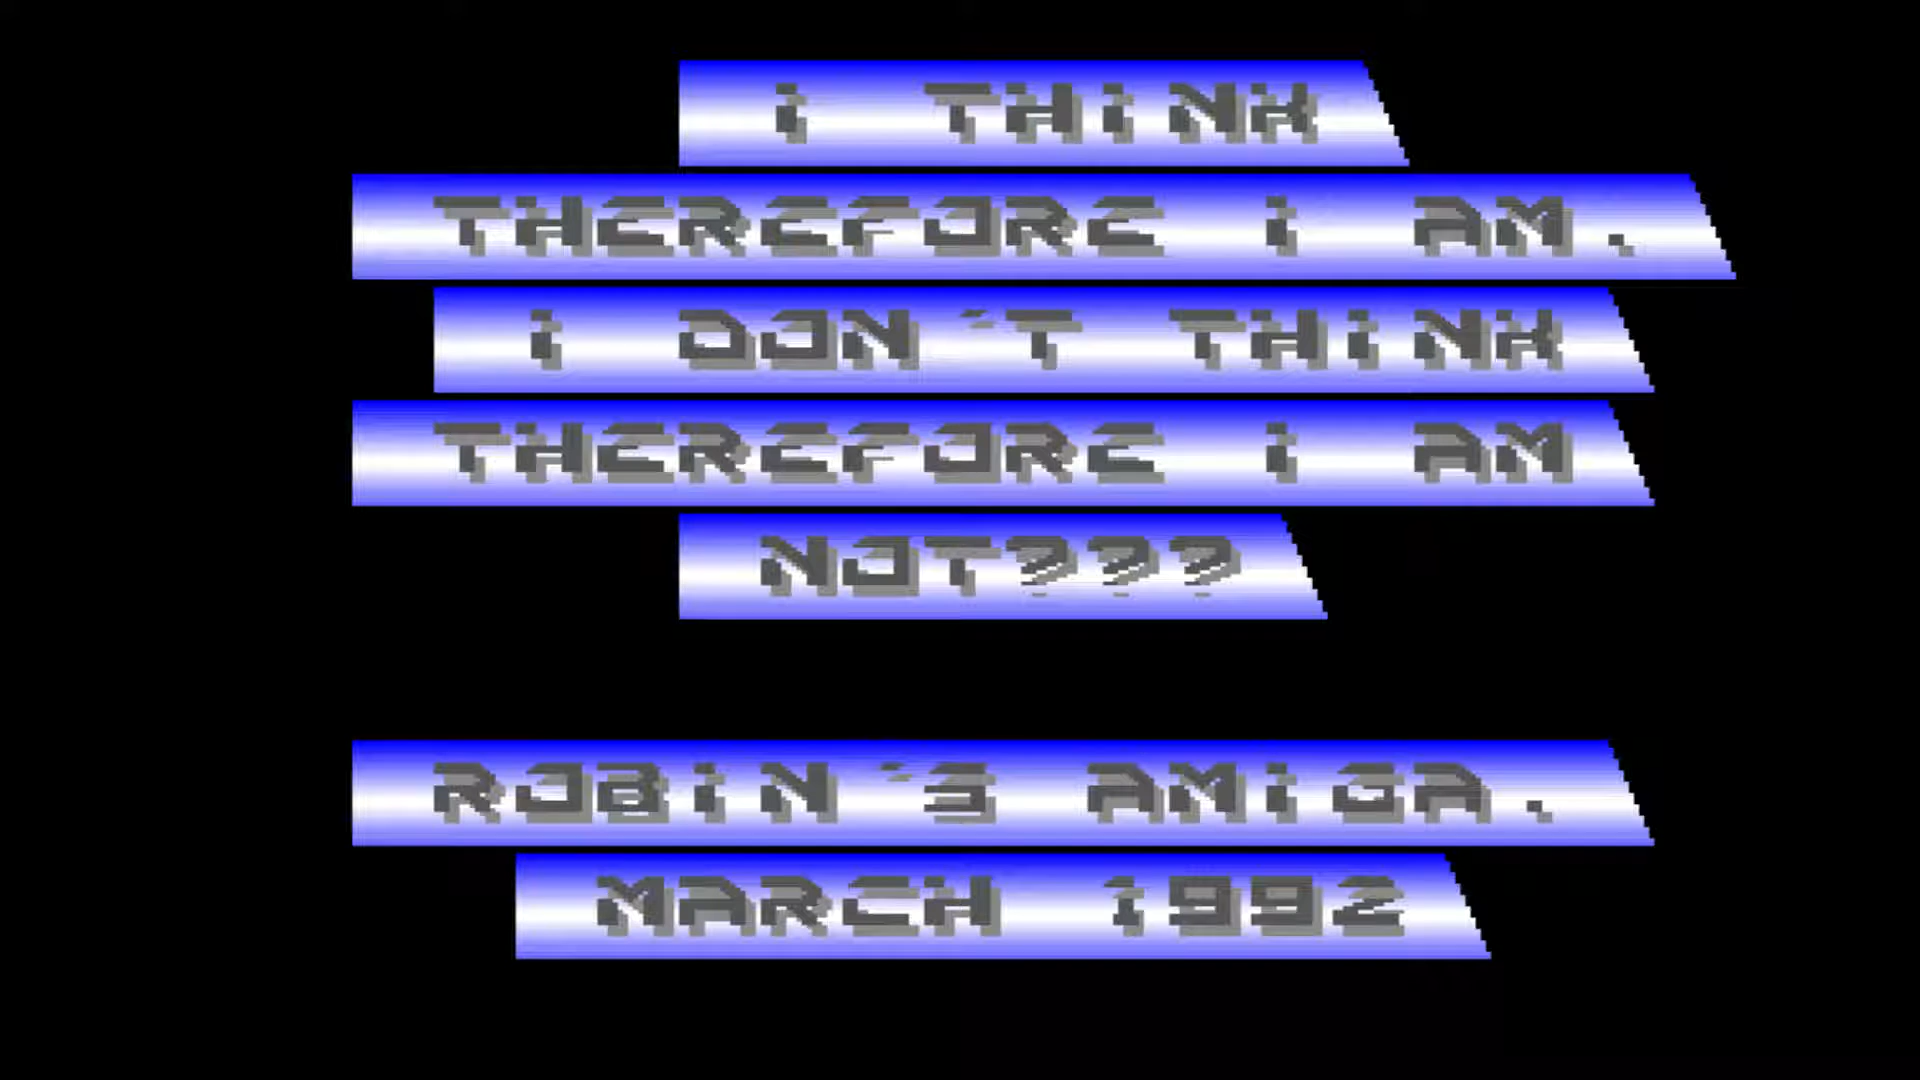 I THINK
THEREFORE I AM.
I DON'T THINK
THEREFORE I AM
NOT???
ROBIN'S AMIGA.
MARCH 1992